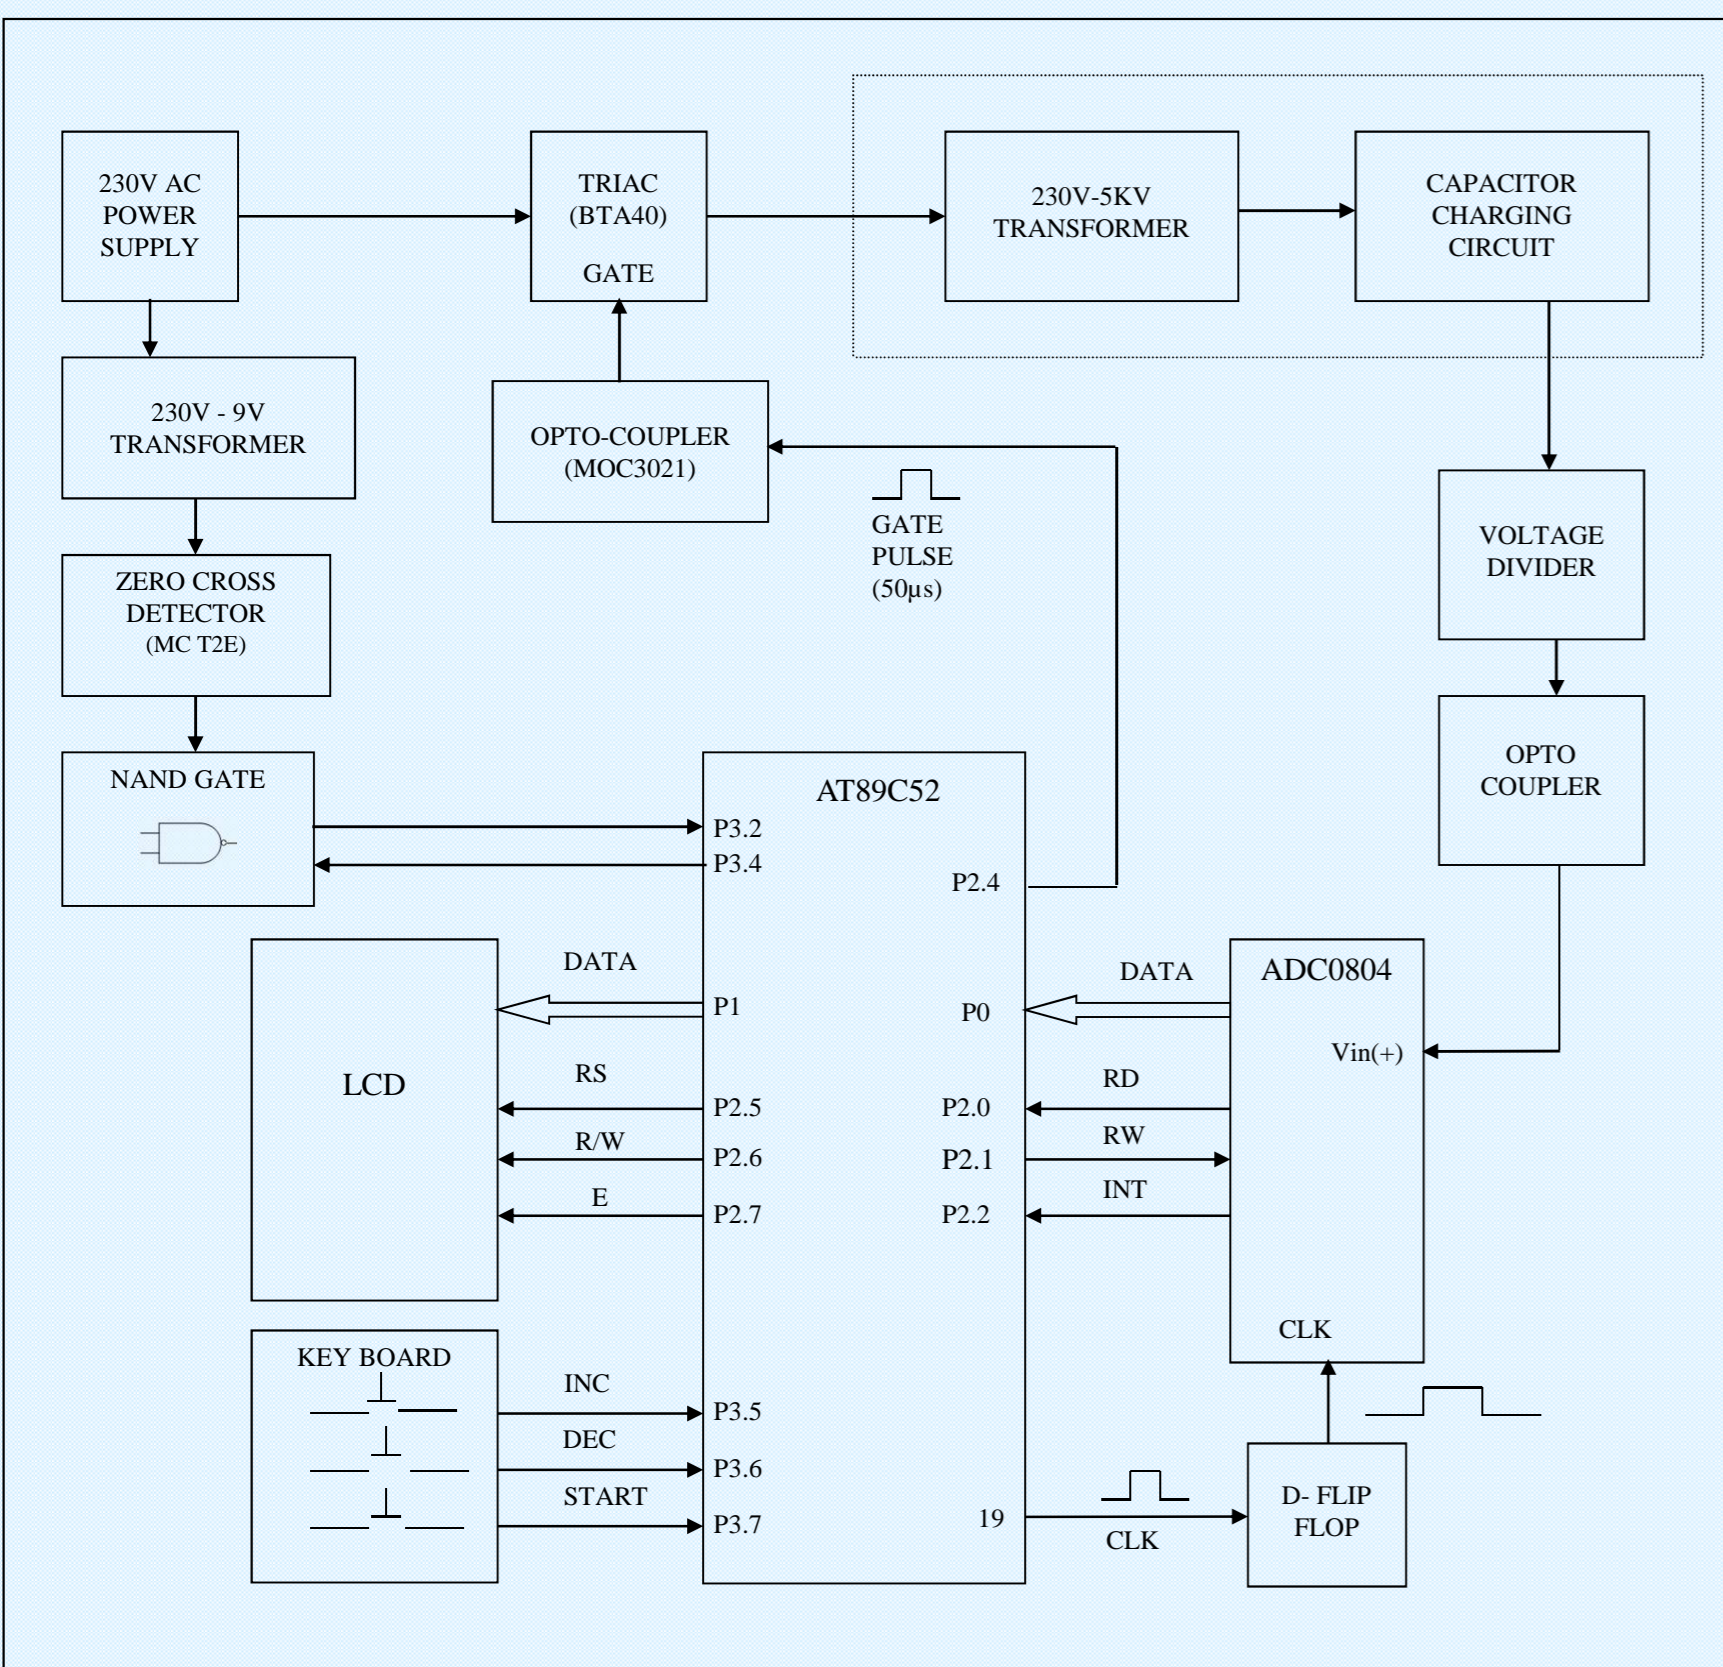 230V AC
POWER
SUPPLY
TRIAC
(BTA40)
GATE
230V-5KV
TRANSFORMER
CAPACITOR
CHARGING
CIRCUIT
230V - 9V
TRANSFORMER
OPTO-COUPLER
(MOC3021)
GATE
PULSE
(50µs)
VOLTAGE
DIVIDER
ZERO CROSS
DETECTOR
(MC T2E)
OPTO
COUPLER
NAND GATE
AT89C52
P3.2
P3.4
P2.4
DATA
P1
P0
DATA
ADC0804
Vin(+)
LCD
RS
P2.5
P2.0
RD
R/W
P2.6
P2.1
RW
E
P2.7
P2.2
INT
CLK
KEY BOARD
INC
P3.5
DEC
P3.6
START
P3.7
19
CLK
D- FLIP
FLOP